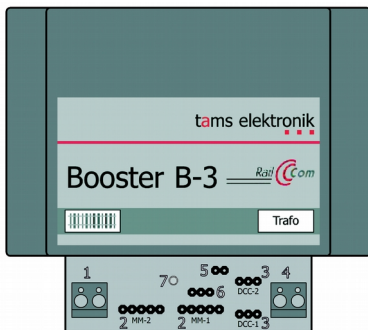 tams elektronik
Booster B-3 RailCom
Trafo
1 7 5 3 4
6 DCC-2
2 MM-2 2 MM-1 DCC-1 3